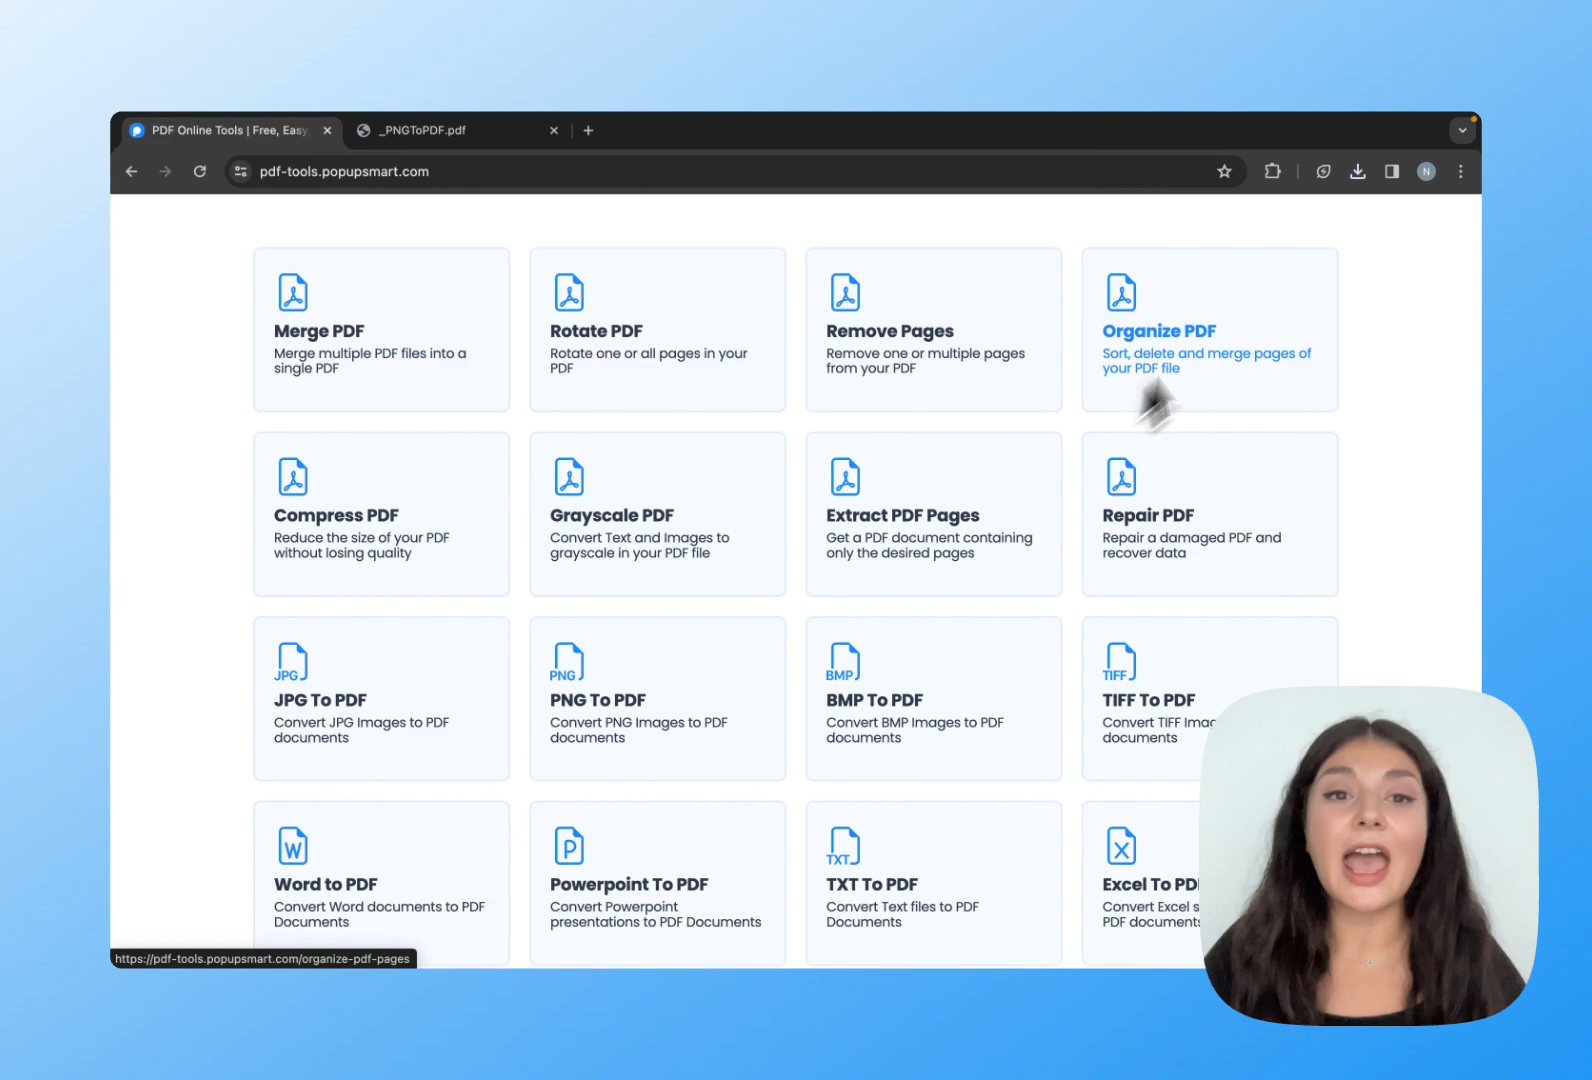 PDF Online Tools | Free, Easy,
_PNGToPDF.pdf
pdf-tools.popupsmart.com
N
Merge PDF
Merge multiple PDF files into a
single PDF
Rotate PDF
Rotate one or all pages in your
PDF
Remove Pages
Remove one or multiple pages
from your PDF
Organize PDF
Sort, delete and merge pages of
your PDF file
Compress PDF
Reduce the size of your PDF
without losing quality
Grayscale PDF
Convert Text and Images to
grayscale in your PDF file
Extract PDF Pages
Get a PDF document containing
only the desired pages
Repair PDF
Repair a damaged PDF and
recover data
JPG
JPG To PDF
Convert JPG Images to PDF
documents
PNG
PNG To PDF
Convert PNG Images to PDF
documents
BMP
BMP To PDF
Convert BMP Images to PDF
documents
TIFF
TIFF To PDF
Convert TIFF Imag
documents
W
Word to PDF
Convert Word documents to PDF
Documents
P
Powerpoint To PDF
Convert Powerpoint
presentations to PDF Documents
TXT
TXT To PDF
Convert Text files to PDF
Documents
X
Excel To PD
Convert Excel s
PDF documents
https://pdf-tools.popupsmart.com/organize-pdf-pages